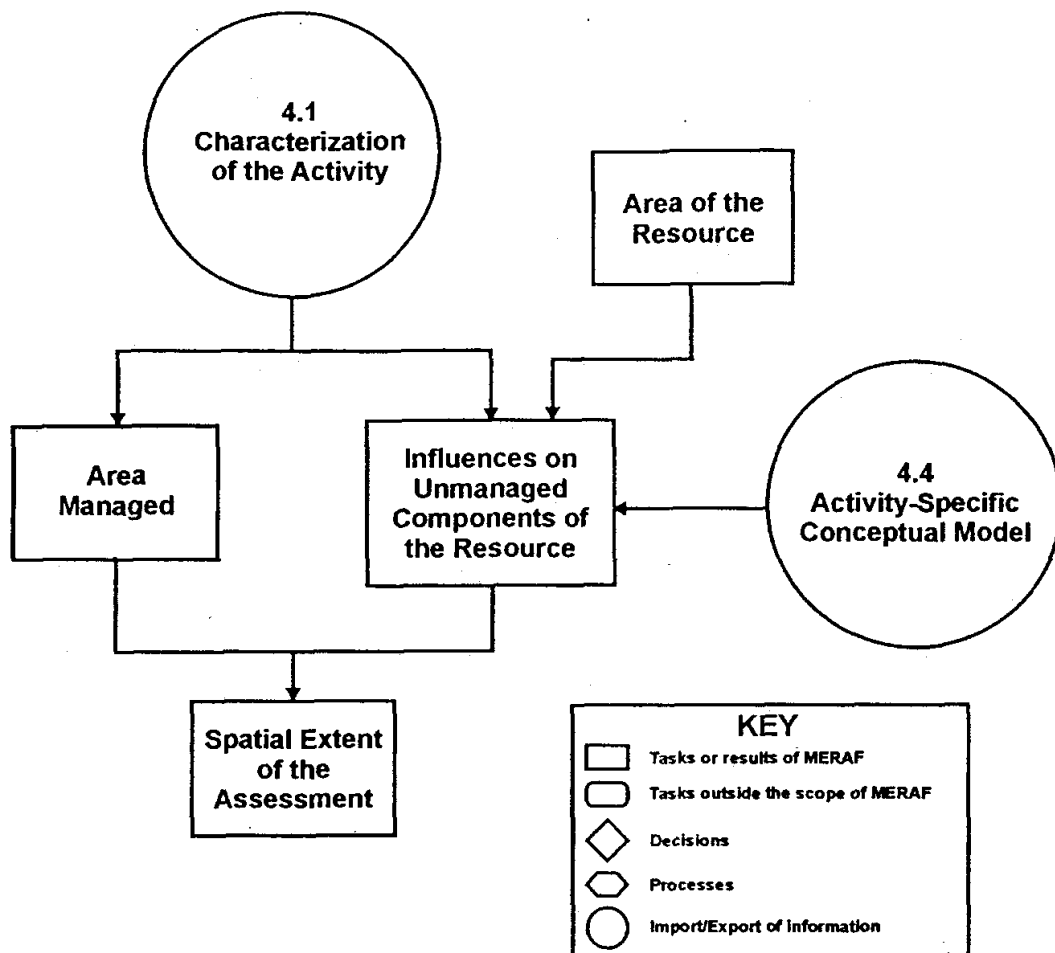 4.1
Characterization
of the Activity
Area of the
Resource
Area
Managed
Influences on
Unmanaged
Components of
the Resource
4.4
Activity-Specific
Conceptual Model
Spatial Extent
of the
Assessment
KEY
Tasks or results of MERAF
Tasks outside the scope of MERAF
Decisions
Processes
Import/Export of information